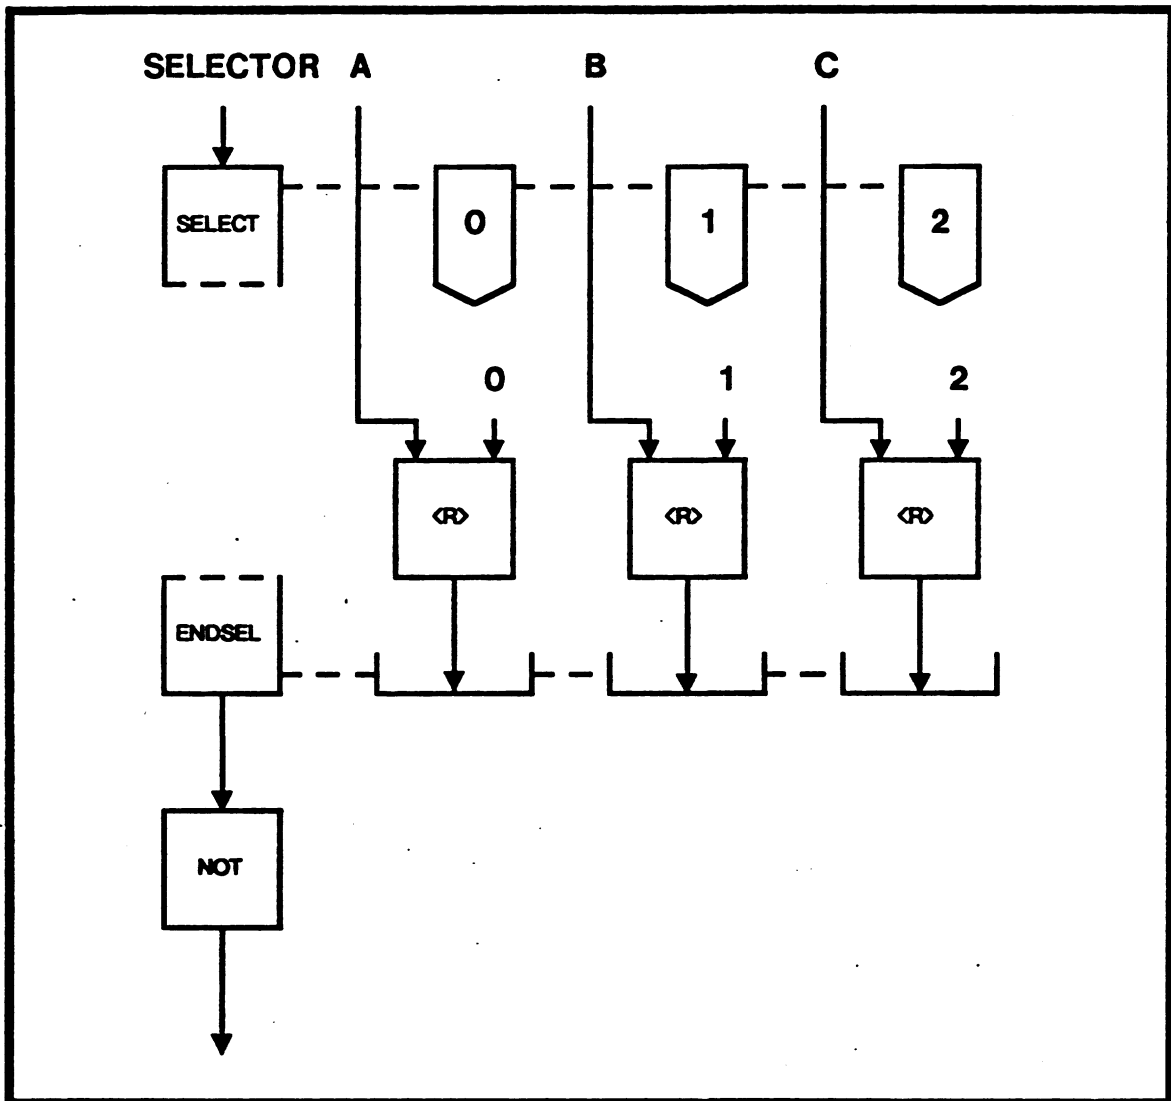 SELECTOR A B C
SELECT 0 1 2
0 1 2
<R> <R> <R>
ENDSEL
NOT